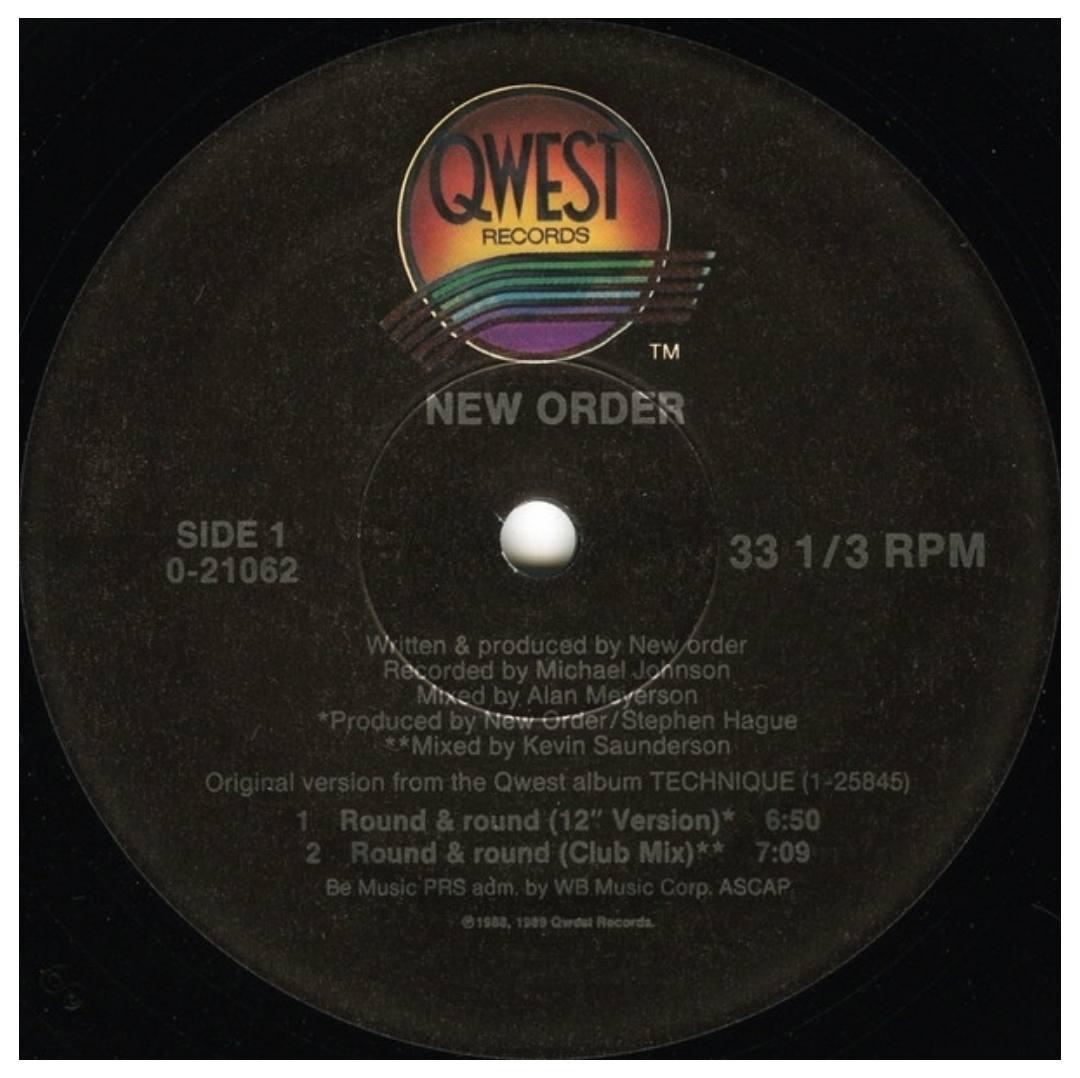 QWEST
RECORDS
TM
NEW ORDER
SIDE 1
0-21062
33 1/3 RPM
Written & produced by New order
Recorded by Michael Johnson
Mixed by Alan Meyerson
*Produced by New Order/Stephen Hague
**Mixed by Kevin Saunderson
Original version from the Qwest album TECHNIQUE (1-25845)
1 Round & round (12" Version)* 6:50
2 Round & round (Club Mix)** 7:09
Be Music PRS adm. by WB Music Corp. ASCAP
℗1988, 1989 Qwest Records.